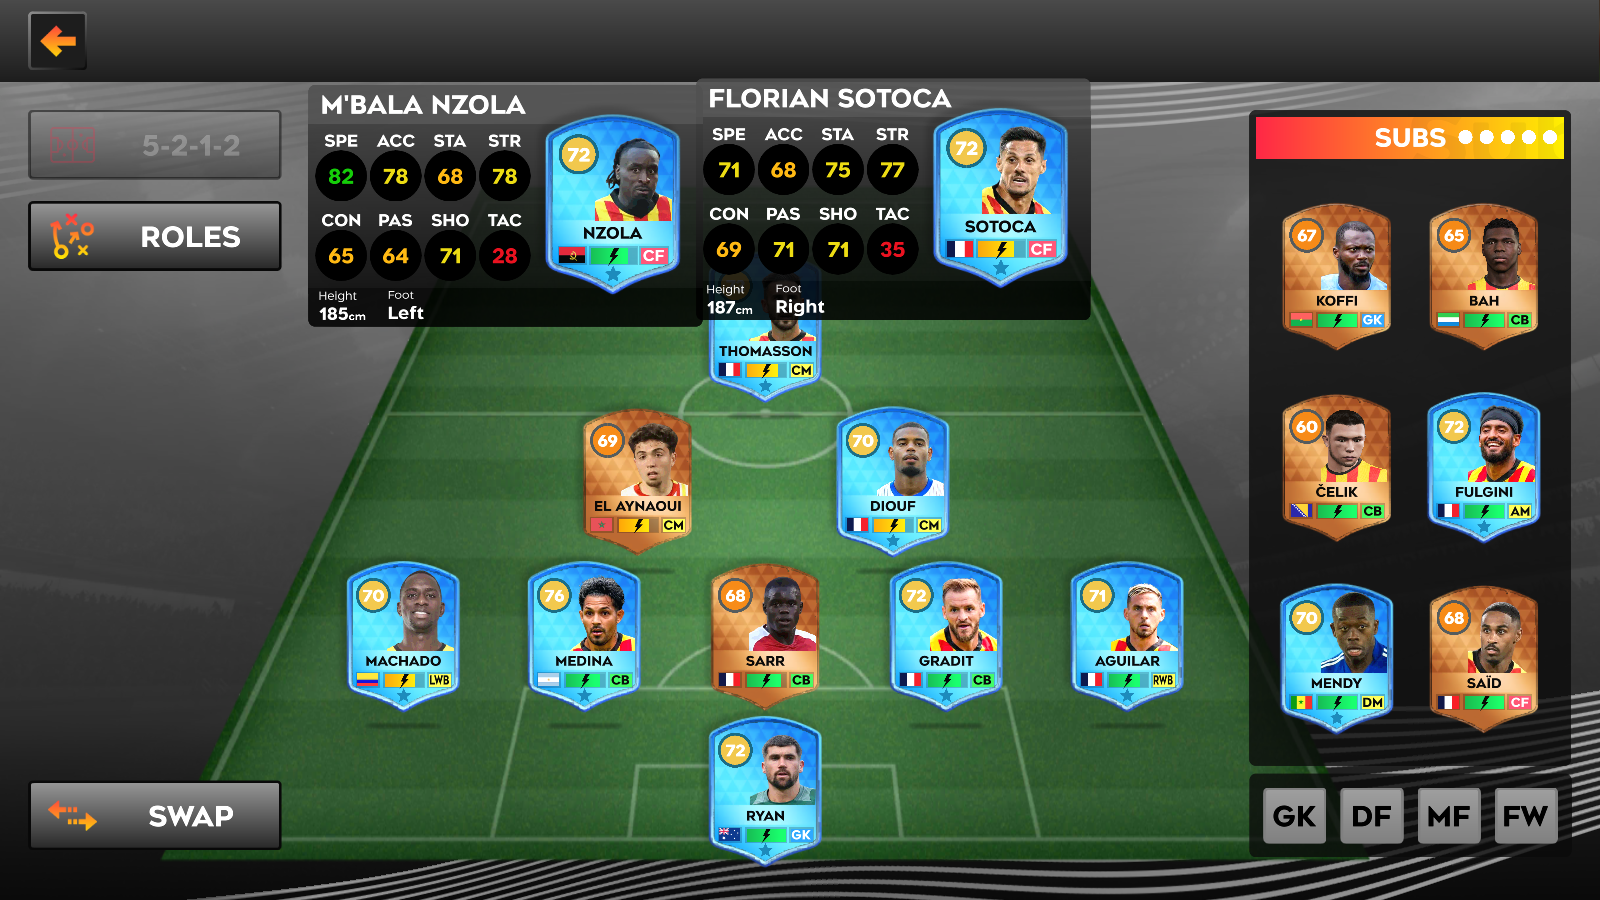 5-2-1-2
ROLES
M'BALA NZOLA
SPE ACC STA STR
82 78 68 78
CON PAS SHO TAC
65 64 71 28
Height Foot
185cm Left
72
NZOLA
CF
FLORIAN SOTOCA
SPE ACC STA STR
71 68 75 77
CON PAS SHO TAC
69 71 71 35
Height Foot
187cm Right
72
SOTOCA
CF
THOMASSON
CM
69
EL AYNAOUI
CM
70
DIOUF
CM
70
MACHADO
LWB
76
MEDINA
CB
68
SARR
CB
72
GRADIT
CB
71
AGUILAR
RWB
72
RYAN
GK
SWAP
SUBS
67
KOFFI
GK
65
BAH
CB
60
ČELIK
CB
72
FULGINI
AM
70
MENDY
DM
68
SAÏD
CF
GK DF MF FW